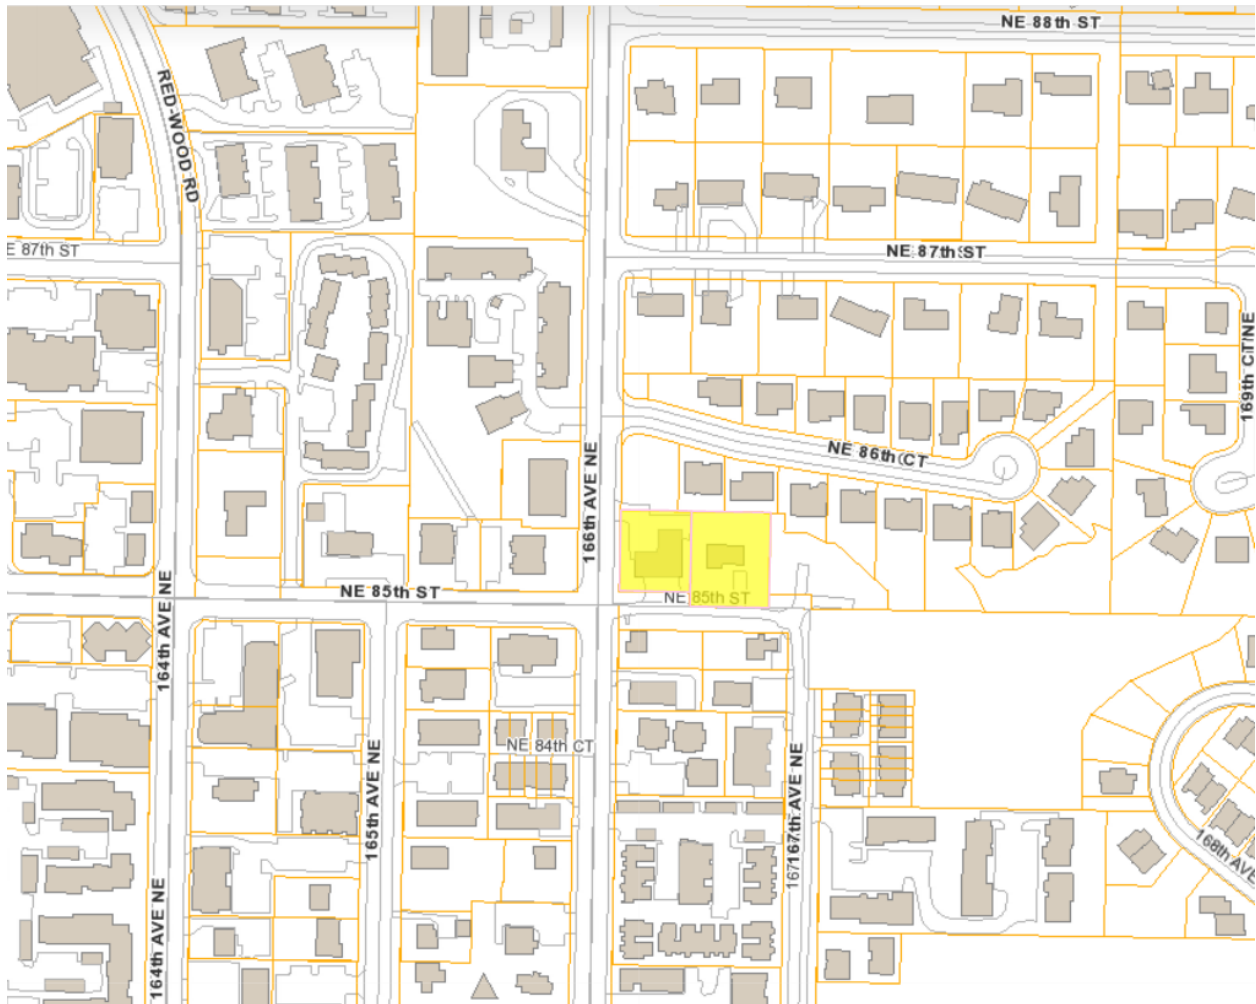 NE 88th ST
RED-WOOD RD
E 87th ST
NE 87th ST
169th CT NE
NE 86th CT
166th AVE NE
NE 85th ST
NE 85th ST
164th AVE NE
NE 84th CT
165th AVE NE
167th AVE NE
167
168th AVE
164th AVE NE